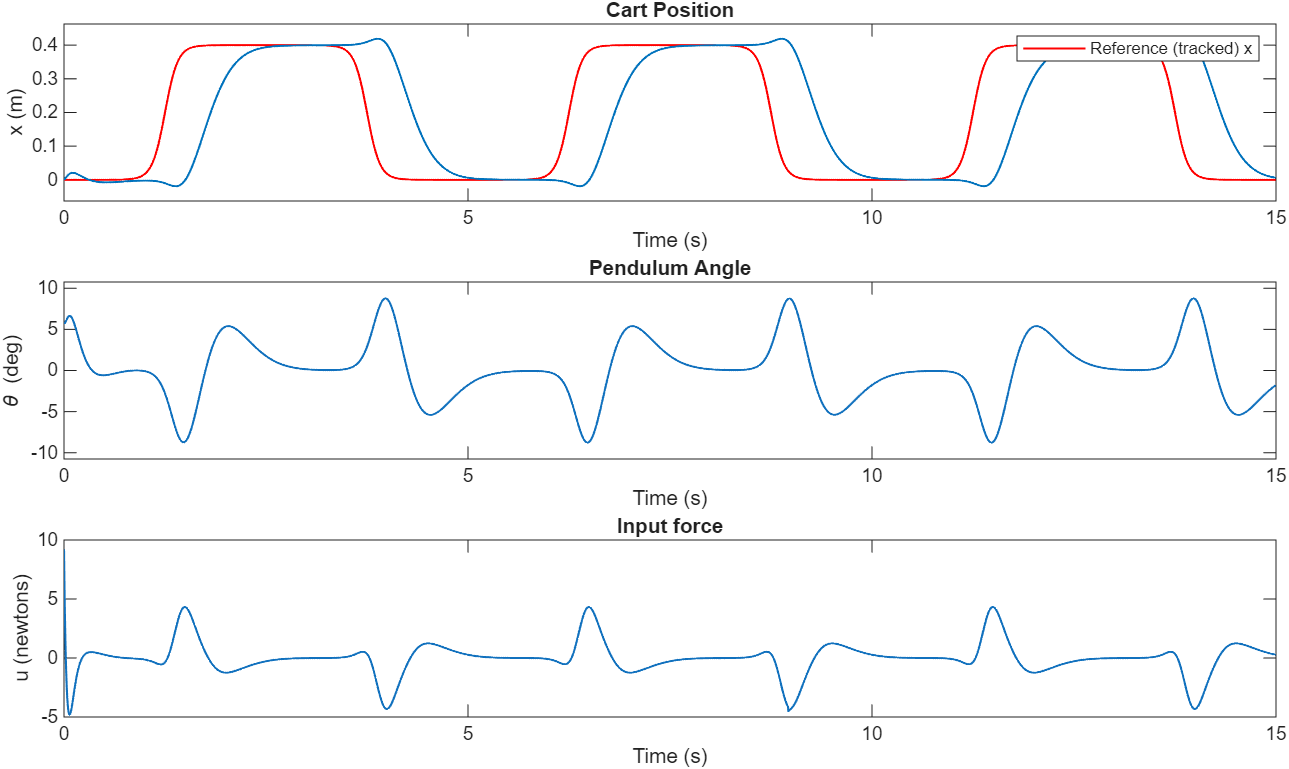 Cart Position
0.4
0.3
0.2
0.1
0
x (m)
Reference (tracked) x
0 5 10 15
Time (s)
Pendulum Angle
10
5
0
-5
-10
θ (deg)
0 5 10 15
Time (s)
Input force
10
5
0
-5
u (newtons)
0 5 10 15
Time (s)